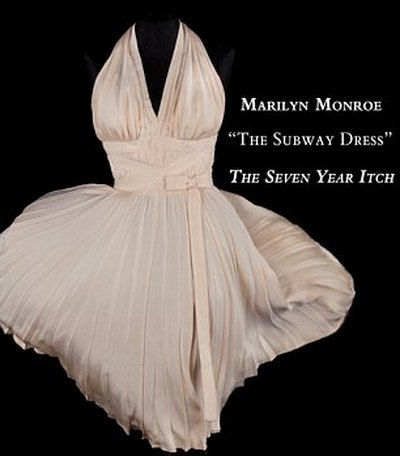 Marilyn Monroe
“The Subway Dress”
The Seven Year Itch